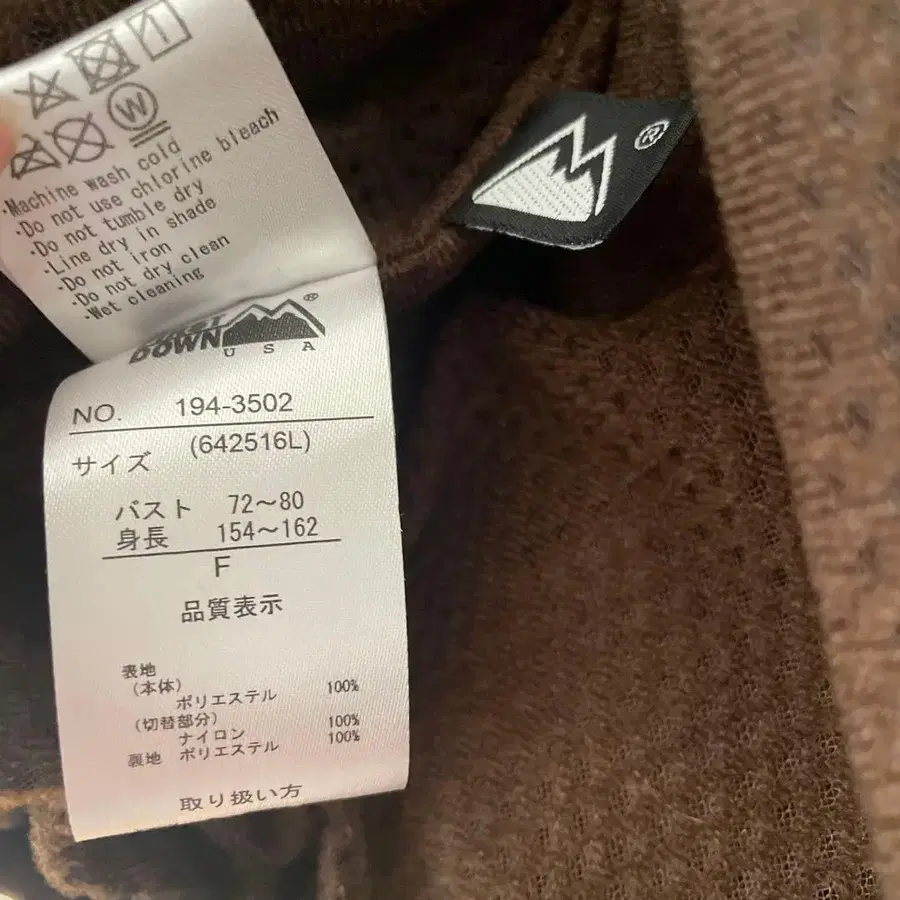 W
·Machine wash cold
·Do not use chlorine bleach
·Do not tumble dry
·Line dry in shade
·Do not iron
·Do not dry clean
·Wet cleaning
®
®
DOWN
USA
NO. 194-3502
サイズ (642516L)
バスト 72～80
身長 154～162
F
品質表示
表地
(本体)
ポリエステル 100%
(切替部分)
ナイロン 100%
裏地 ポリエステル 100%
取り扱い方